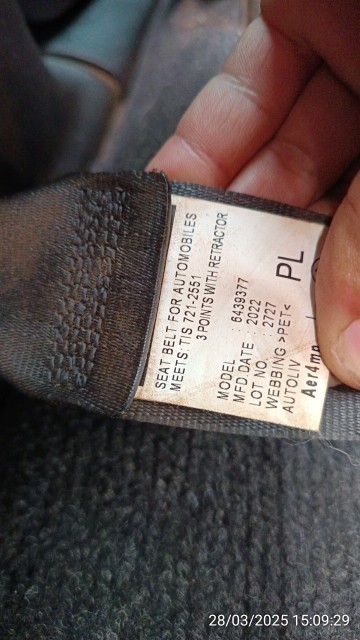 SEAT BELT FOR AUTOMOBILES
MEETS: TIS 721-2551
3 POINTS WITH RETRACTOR
MODEL : 6439377
MFD.DATE : 2022
LOT NO : 2727
WEBBING >PET<
AUTOLIV
PL
28/03/2025 15:09:29